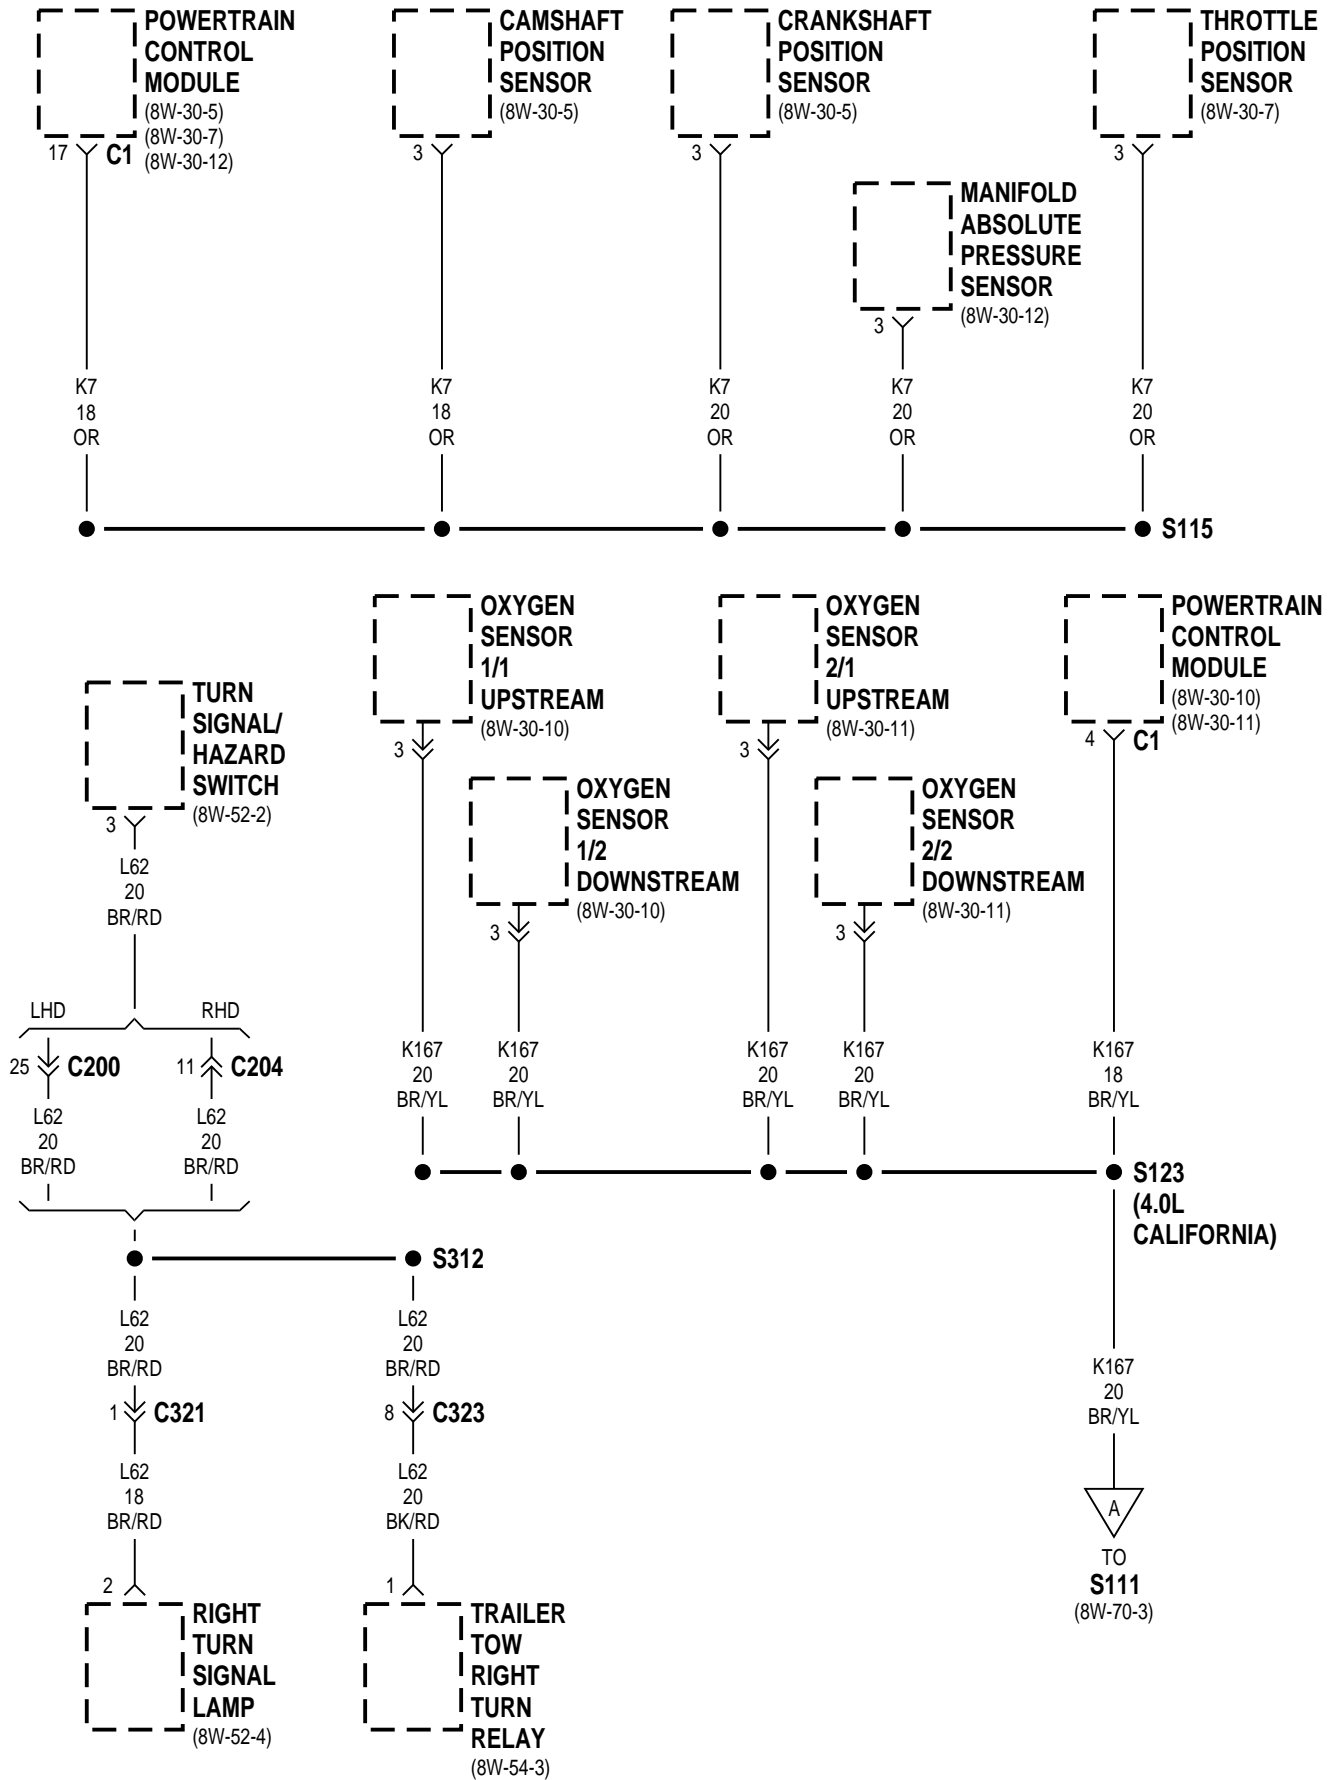 POWERTRAIN
CONTROL
MODULE
(8W-30-5)
(8W-30-7)
(8W-30-12)
17
C1
CAMSHAFT
POSITION
SENSOR
(8W-30-5)
3
CRANKSHAFT
POSITION
SENSOR
(8W-30-5)
3
THROTTLE
POSITION
SENSOR
(8W-30-7)
3
MANIFOLD
ABSOLUTE
PRESSURE
SENSOR
(8W-30-12)
3
K7
18
OR
K7
18
OR
K7
20
OR
K7
20
OR
K7
20
OR
S115
OXYGEN
SENSOR
1/1
UPSTREAM
(8W-30-10)
3
OXYGEN
SENSOR
2/1
UPSTREAM
(8W-30-11)
3
POWERTRAIN
CONTROL
MODULE
(8W-30-10)
(8W-30-11)
4
C1
TURN
SIGNAL/
HAZARD
SWITCH
(8W-52-2)
3
OXYGEN
SENSOR
1/2
DOWNSTREAM
(8W-30-10)
3
OXYGEN
SENSOR
2/2
DOWNSTREAM
(8W-30-11)
3
L62
20
BR/RD
LHD
RHD
25
C200
11
C204
L62
20
BR/RD
L62
20
BR/RD
K167
20
BR/YL
K167
20
BR/YL
K167
20
BR/YL
K167
20
BR/YL
K167
18
BR/YL
S123
(4.0L
CALIFORNIA)
S312
L62
20
BR/RD
L62
20
BR/RD
1
C321
8
C323
L62
18
BR/RD
L62
20
BK/RD
2
1
K167
20
BR/YL
A
TO
S111
(8W-70-3)
RIGHT
TURN
SIGNAL
LAMP
(8W-52-4)
TRAILER
TOW
RIGHT
TURN
RELAY
(8W-54-3)